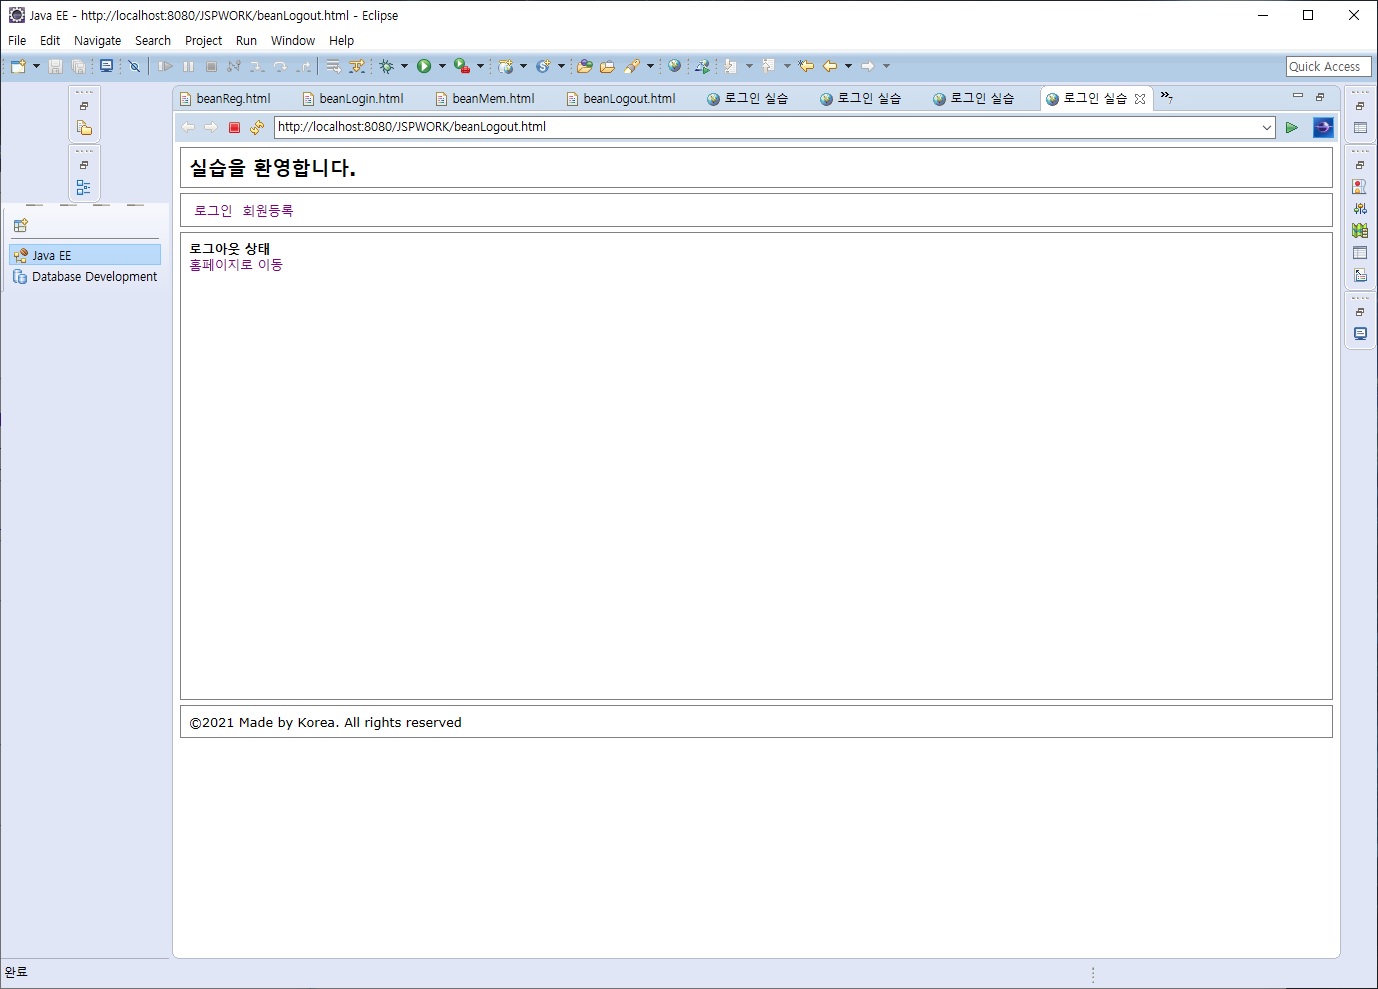 Java EE - http://localhost:8080/JSPWORK/beanLogout.html - Eclipse
File Edit Navigate Search Project Run Window Help
Quick Access
beanReg.html beanLogin.html beanMem.html beanLogout.html 로그인 실습 로그인 실습 로그인 실습 로그인 실습 »7
http://localhost:8080/JSPWORK/beanLogout.html
실습을 환영합니다.
로그인 회원등록
로그아웃 상태
홈페이지로 이동
Java EE
Database Development
©2021 Made by Korea. All rights reserved
완료